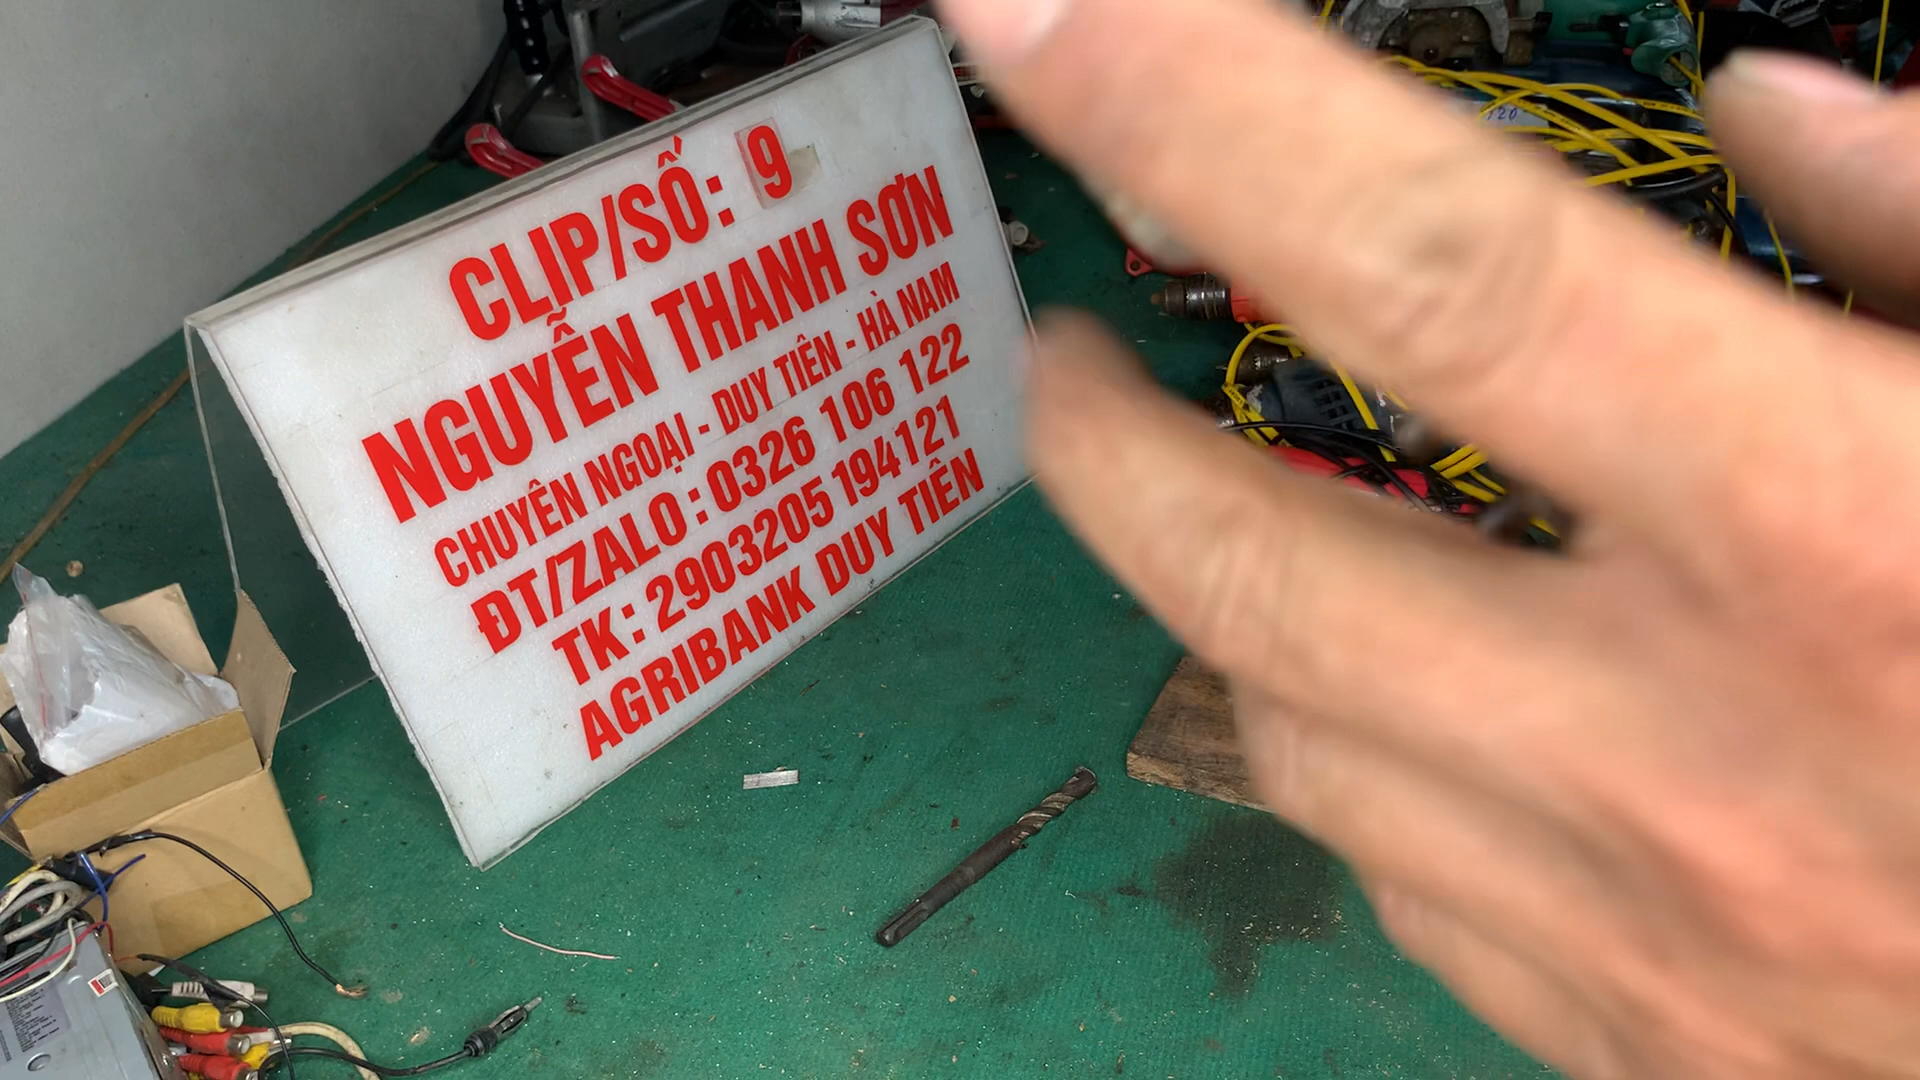 CLIP/SỐ: 9
NGUYỄN THANH SƠN
CHUYÊN NGOẠI - DUY TIÊN - HÀ NAM
ĐT/ZALO : 0326 106 122
TK : 2903205 194121
AGRIBANK DUY TIÊN
120